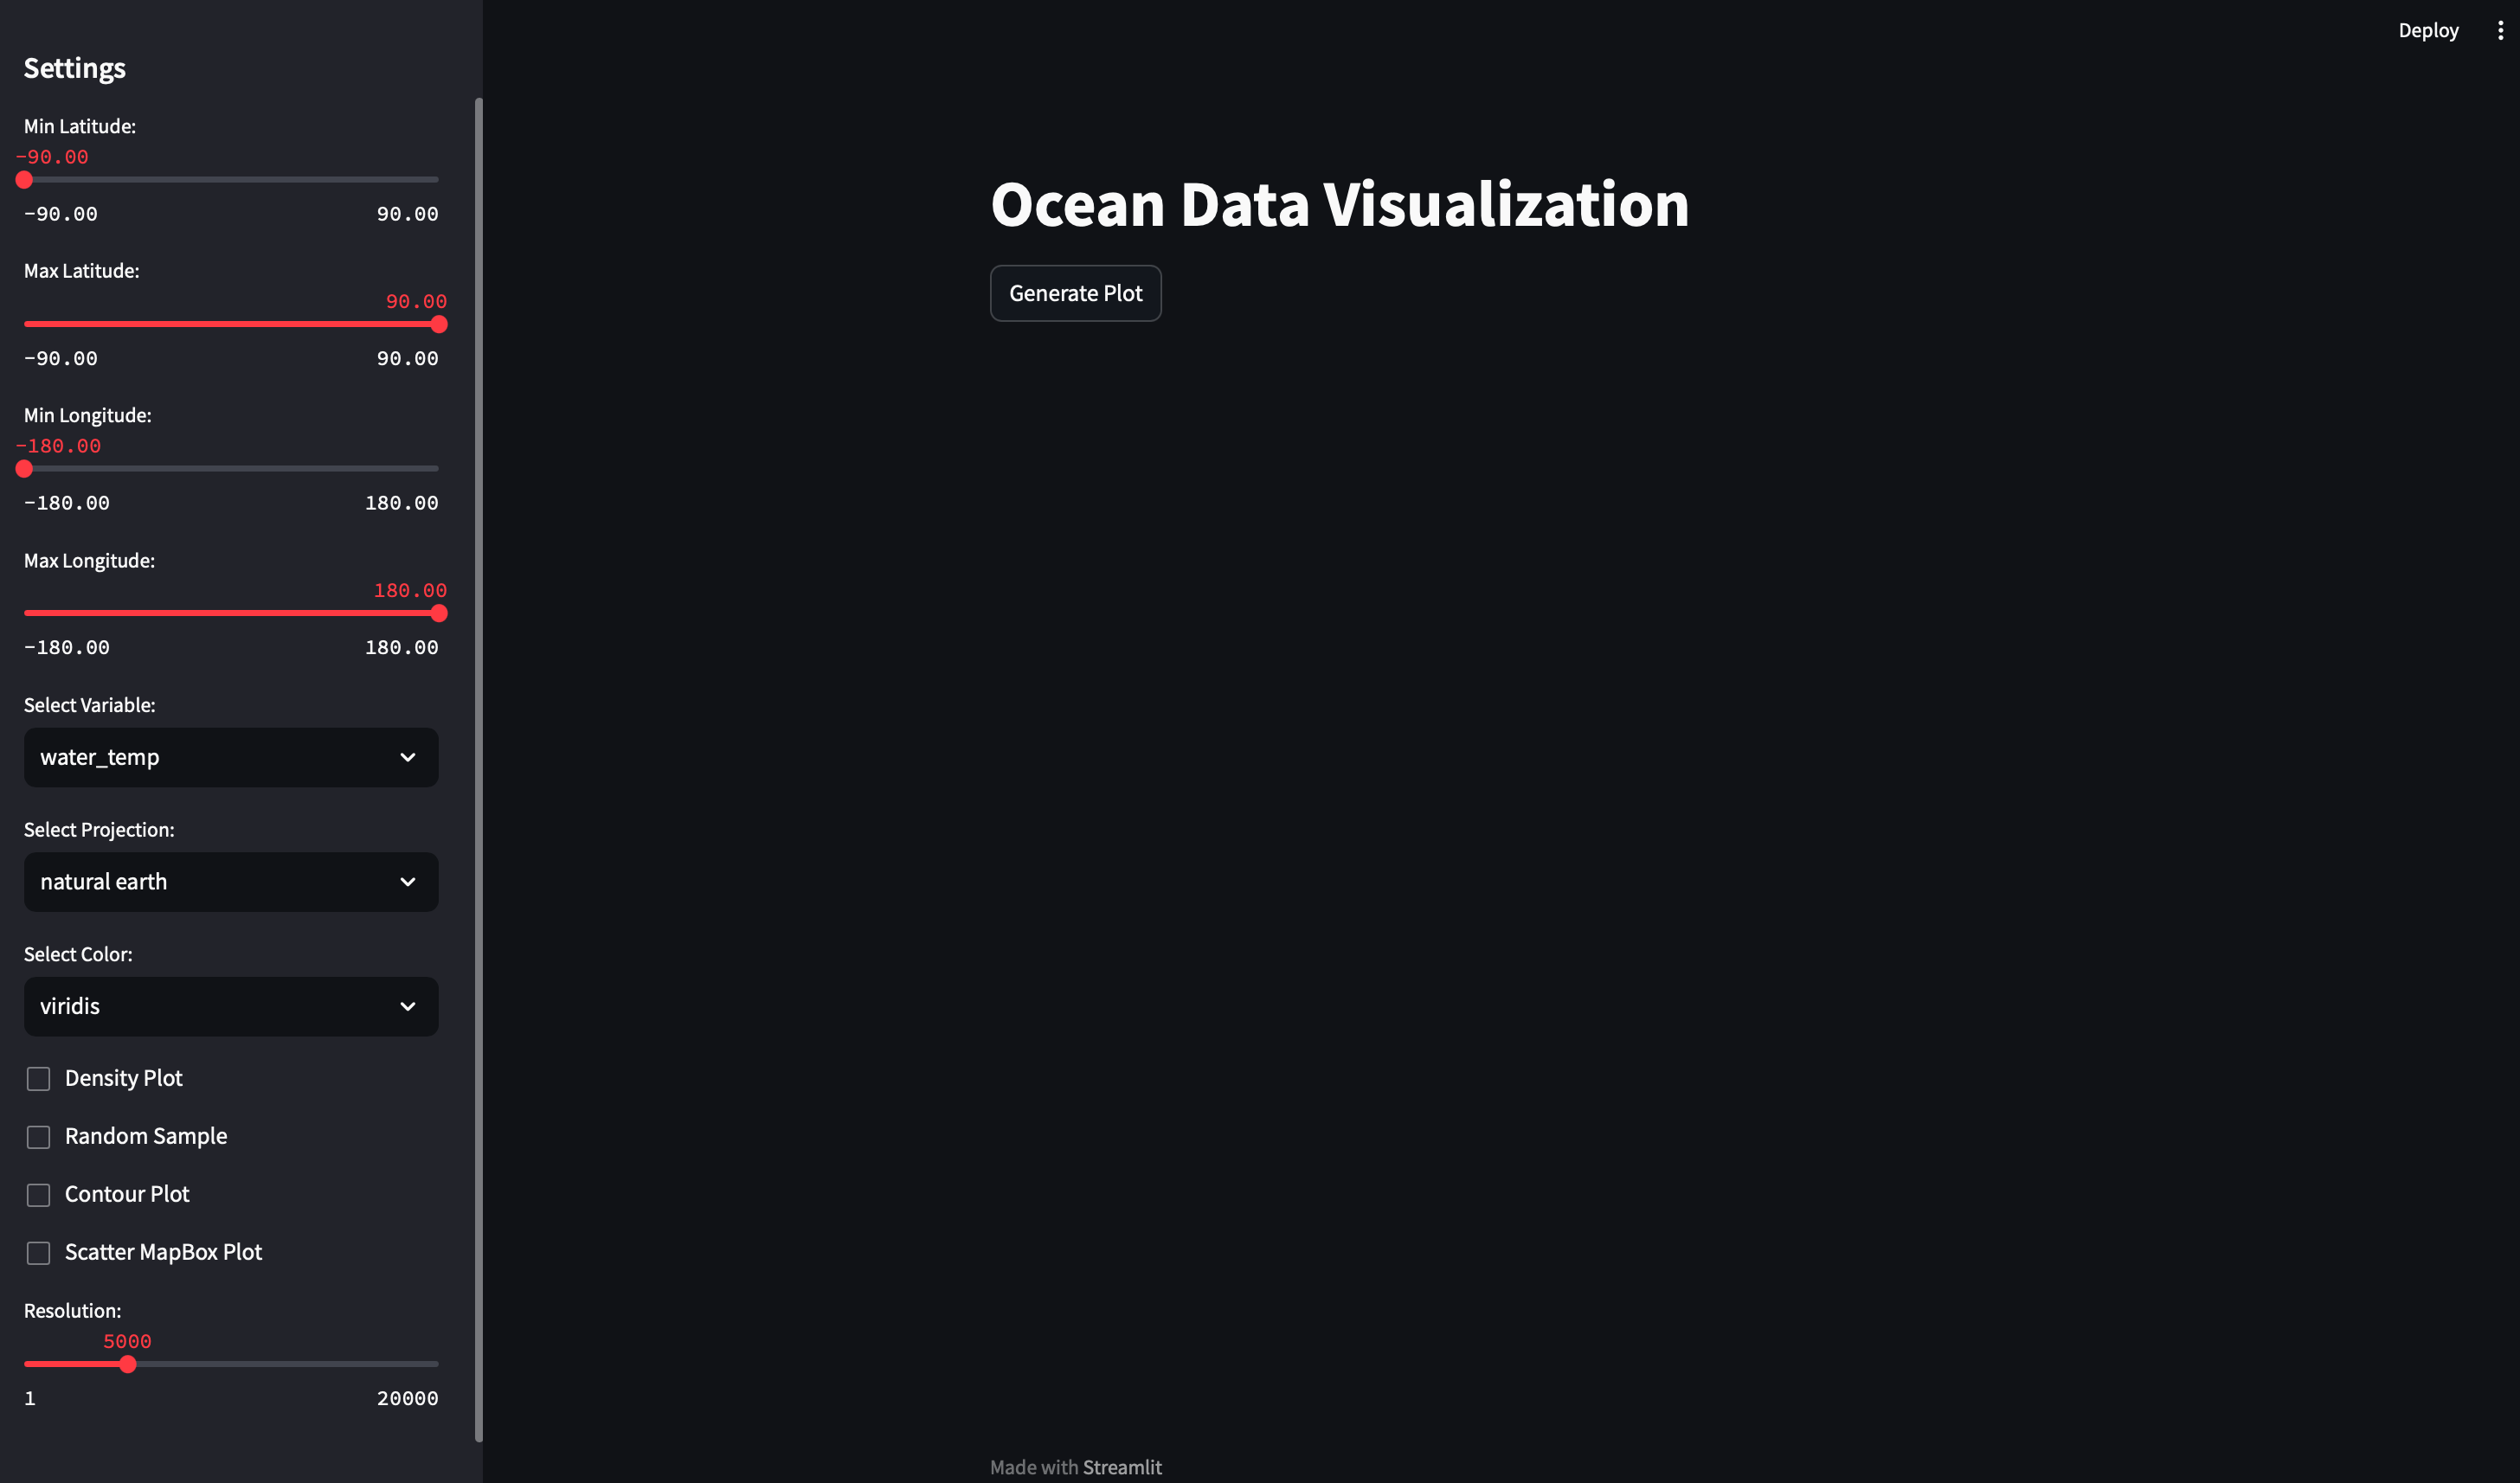 Deploy
Settings
Min Latitude:
-90.00
-90.00 90.00
Max Latitude:
90.00
-90.00 90.00
Min Longitude:
-180.00
-180.00 180.00
Max Longitude:
180.00
-180.00 180.00
Select Variable:
water_temp
Select Projection:
natural earth
Select Color:
viridis
Density Plot
Random Sample
Contour Plot
Scatter MapBox Plot
Resolution:
5000
1 20000
Ocean Data Visualization
Generate Plot
Made with Streamlit